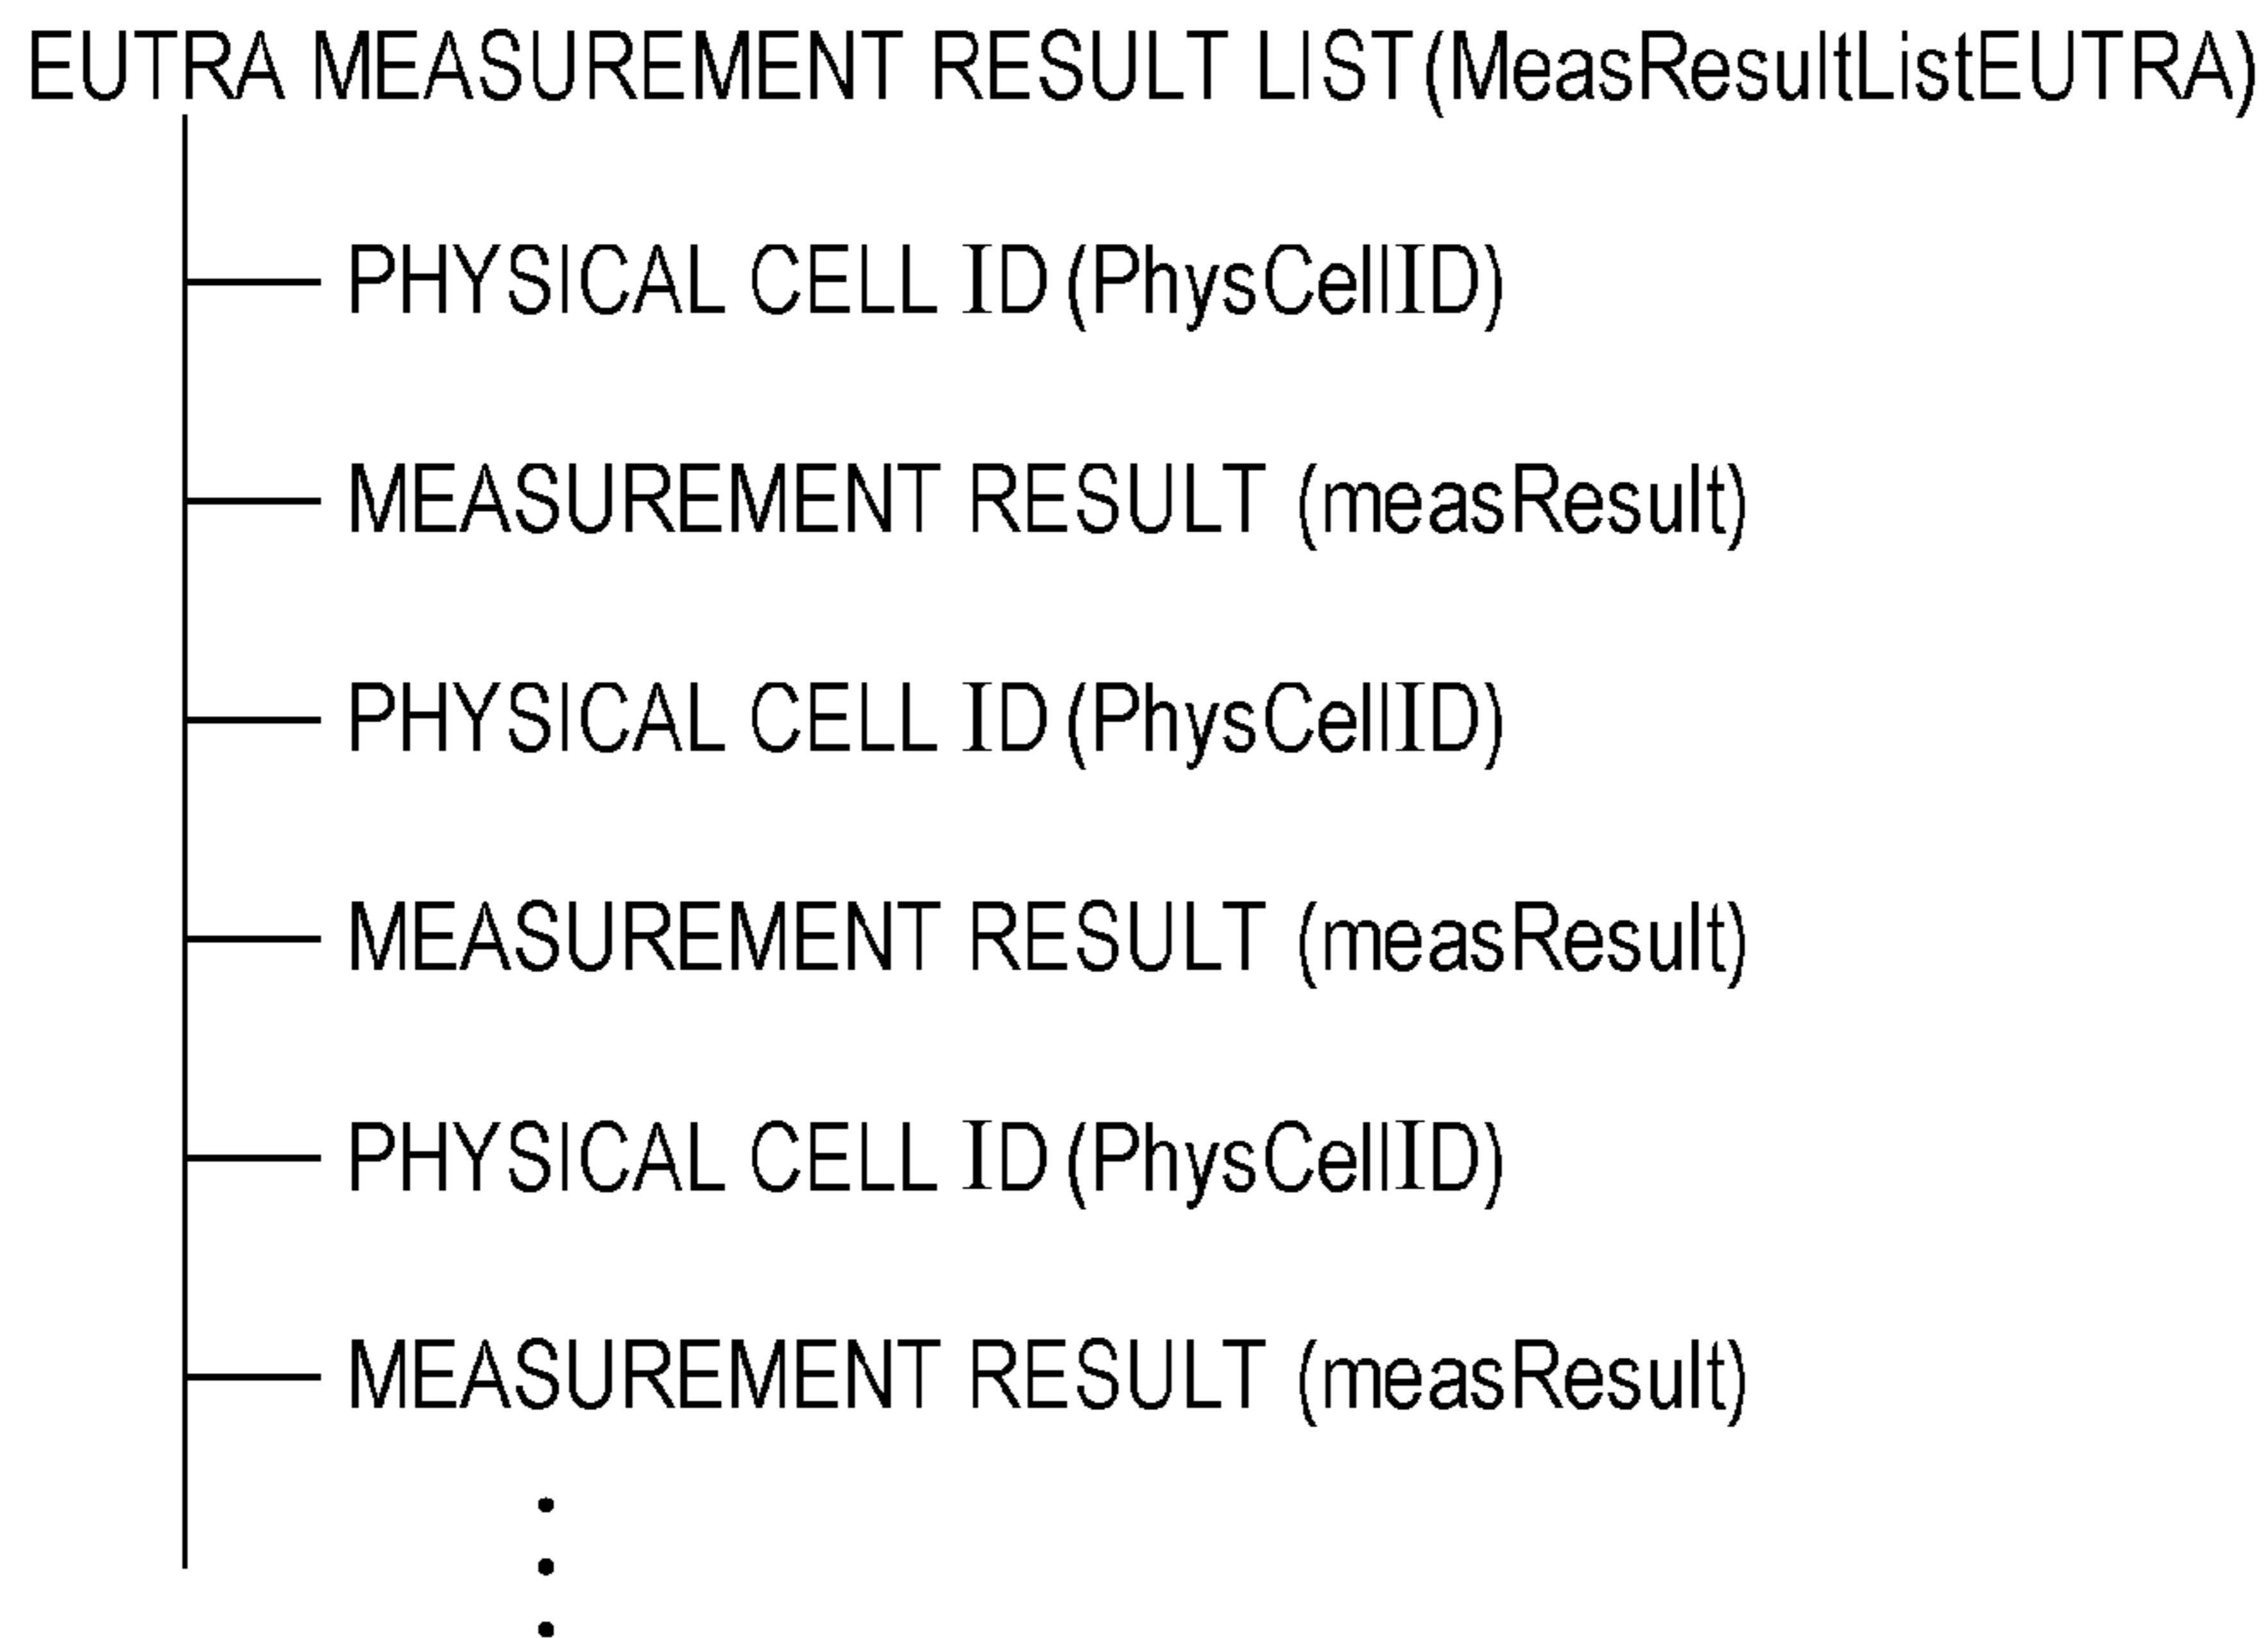 EUTRA MEASUREMENT RESULT LIST(MeasResultListEUTRA)
PHYSICAL CELL ID(PhysCellID)
MEASUREMENT RESULT (measResult)
PHYSICAL CELL ID(PhysCellID)
MEASUREMENT RESULT (measResult)
PHYSICAL CELL ID(PhysCellID)
MEASUREMENT RESULT (measResult)